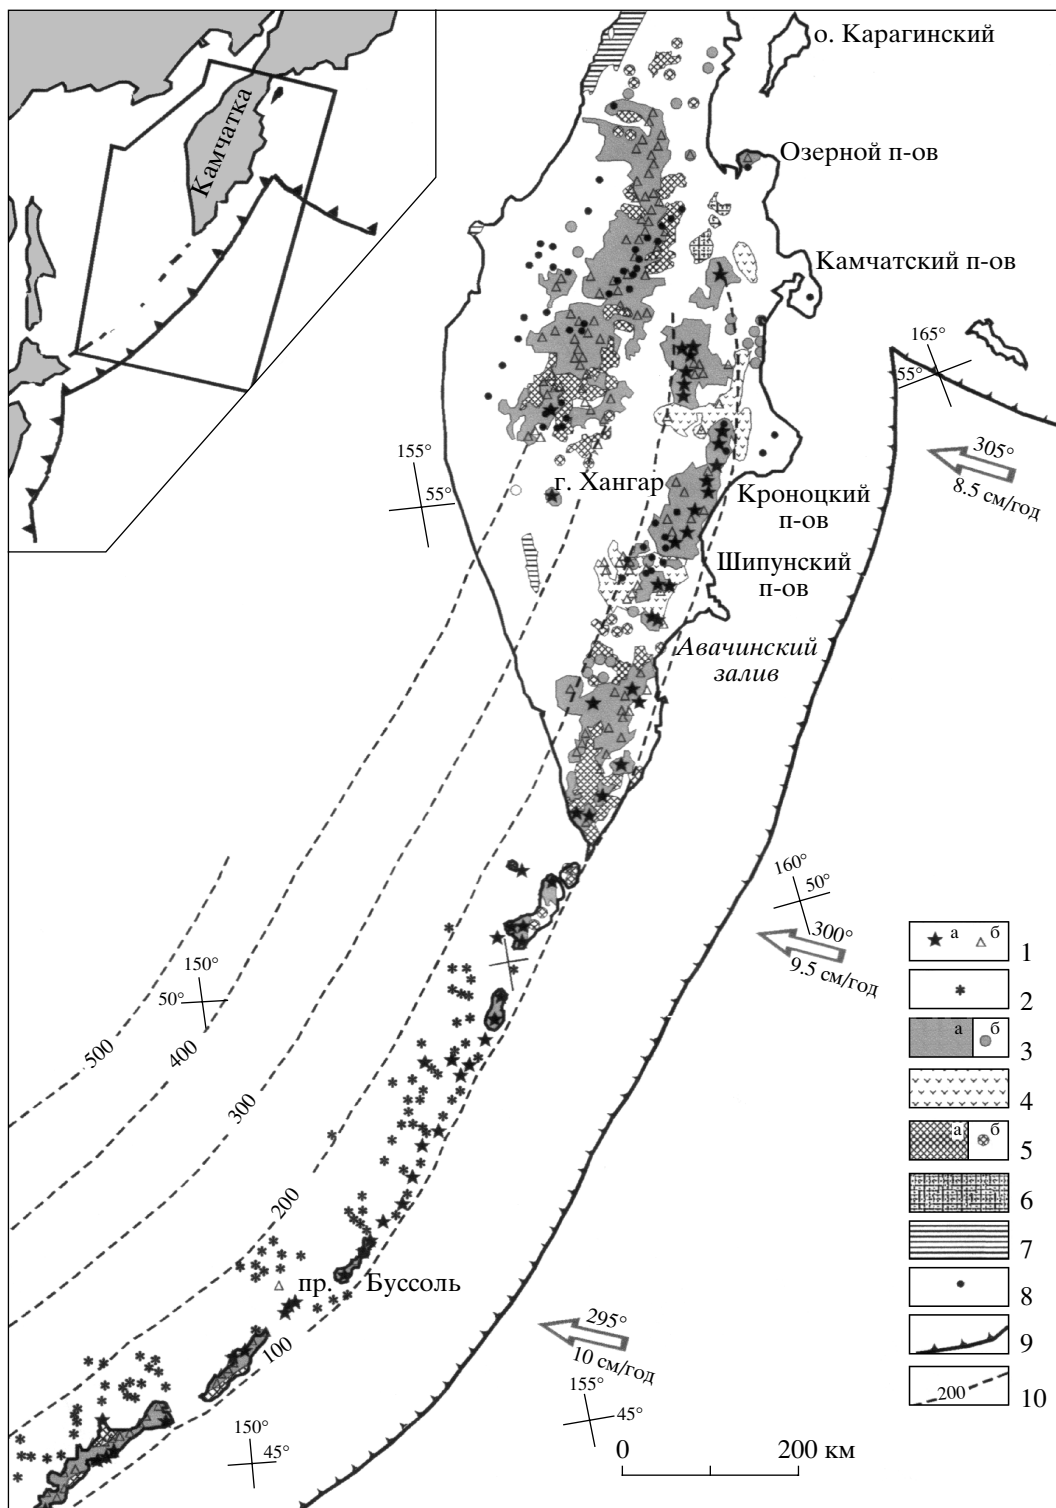 Камчатка
о. Карагинский
Озерной п-ов
Камчатский п-ов
165°
55°
305°
8.5 см/год
155°
55°
г. Хангар
Кроноцкий
п-ов
Шипунский
п-ов
Авачинский
залив
160°
50°
300°
9.5 см/год
150°
50°
500
400
300
200
100
пр. Буссоль
295°
10 см/год
155°
45°
150°
45°
0 200 км
а б 1
2
а б 3
4
а б 5
6
7
8
9
200 10